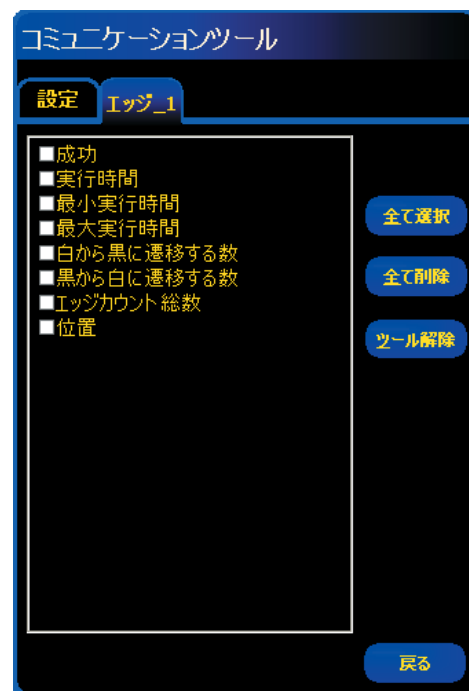 コミュニケーションツール
設定
エッジ_1
成功
実行時間
最小実行時間
最大実行時間
白から黒に遷移する数
黒から白に遷移する数
エッジカウント総数
位置
全て選択
全て削除
ツール解除
戻る